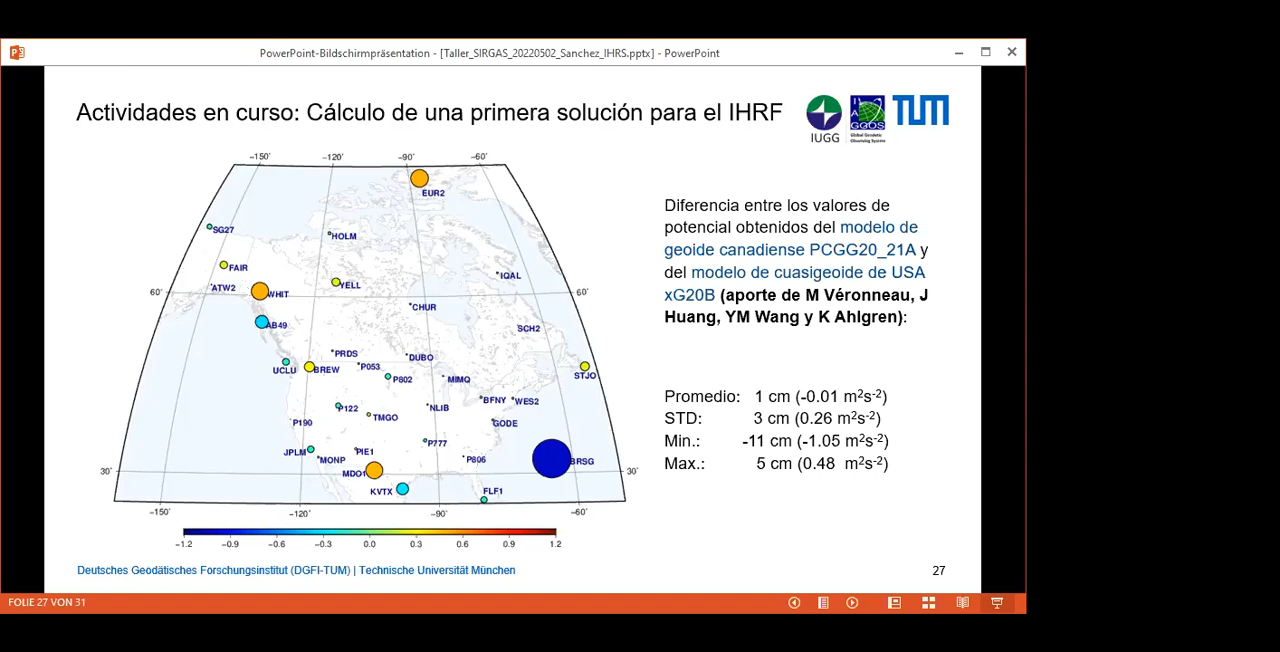 PowerPoint-Bildschirmpräsentation - [Taller_SIRGAS_20220502_Sanchez_IHRS.pptx] - PowerPoint
Actividades en curso: Cálculo de una primera solución para el IHRF
IUGG
IAG
GGOS
Global Geodetic
Observing System
TUM
-150° -120° -90° -60°
EUR2
SG27
HOLM
FAIR
IQAL
YELL
ATW2
WHIT
60° 60°
CHUR
AB49
SCH2
PRDS
DUBO
UCLU
BREW
P053
STJO
P802
MIMQ
BFNY
WES2
P122
NLIB
TMGO
P190
GODE
P777
JPLM
PIE1
MONP
P806
BRSG
30° 30°
MDO1
KVTX
FLF1
-150° -120° -90° -60°
-1.2 -0.9 -0.6 -0.3 0.0 0.3 0.6 0.9 1.2
Diferencia entre los valores de
potencial obtenidos del modelo de
geoide canadiense PCGG20_21A y
del modelo de cuasigeoide de USA
xG20B (aporte de M Véronneau, J
Huang, YM Wang y K Ahlgren):
Promedio: 1 cm (-0.01 m²s⁻²)
STD: 3 cm (0.26 m²s⁻²)
Min.: -11 cm (-1.05 m²s⁻²)
Max.: 5 cm (0.48 m²s⁻²)
Deutsches Geodätisches Forschungsinstitut (DGFI-TUM) | Technische Universität München
27
FOLIE 27 VON 31